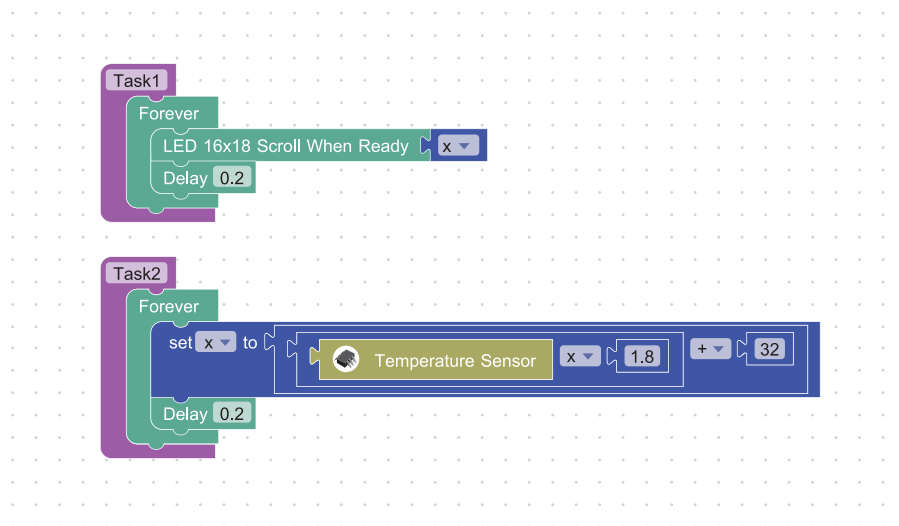 Task1
Forever
LED 16x18 Scroll When Ready x
Delay 0.2
Task2
Forever
set x to Temperature Sensor x 1.8 + 32
Delay 0.2